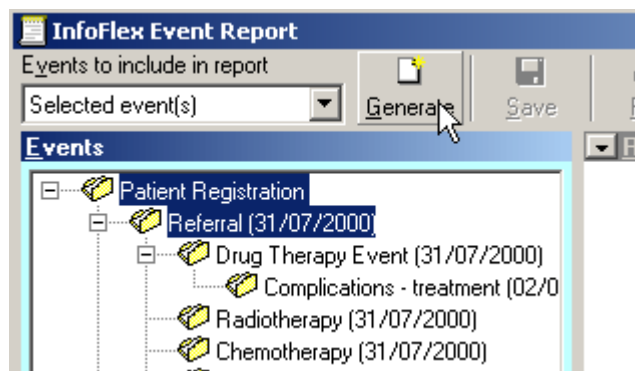 InfoFlex Event Report
Events to include in report
Selected event(s)
Generate
Save
Events
Patient Registration
Referral (31/07/2000)
Drug Therapy Event (31/07/2000)
Complications - treatment (02/0
Radiotherapy (31/07/2000)
Chemotherapy (31/07/2000)